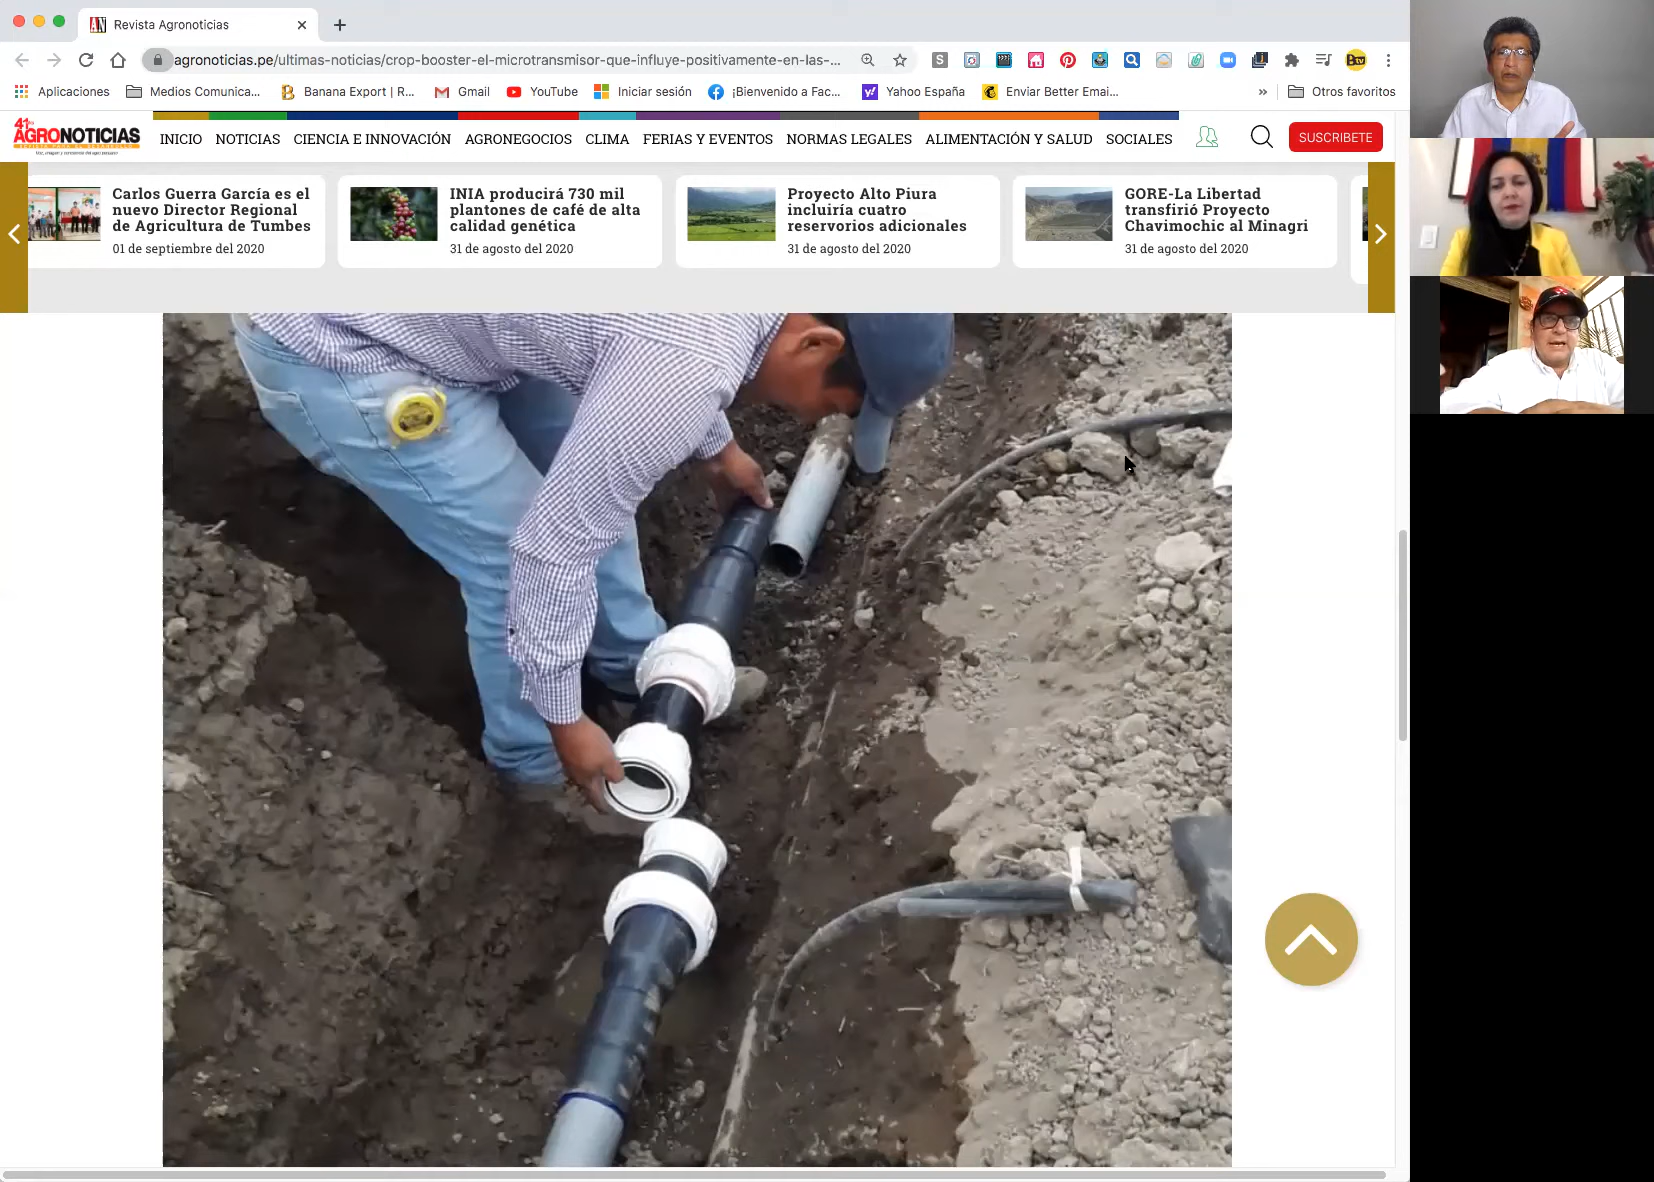 Revista Agronoticias
agronoticias.pe/ultimas-noticias/crop-booster-el-microtransmisor-que-influye-positivamente-en-las-...
Aplicaciones
Medios Comunica...
Banana Export | R...
Gmail
YouTube
Iniciar sesión
¡Bienvenido a Fac...
Yahoo España
Enviar Better Emai...
»
Otros favoritos
41
AGRONOTICIAS
REVISTA PARA EL DESARROLLO
INICIO
NOTICIAS
CIENCIA E INNOVACIÓN
AGRONEGOCIOS
CLIMA
FERIAS Y EVENTOS
NORMAS LEGALES
ALIMENTACIÓN Y SALUD
SOCIALES
SUSCRIBETE
Carlos Guerra García es el
nuevo Director Regional
de Agricultura de Tumbes
01 de septiembre del 2020
INIA producirá 730 mil
plantones de café de alta
calidad genética
31 de agosto del 2020
Proyecto Alto Piura
incluiría cuatro
reservorios adicionales
31 de agosto del 2020
GORE-La Libertad
transfirió Proyecto
Chavimochic al Minagri
31 de agosto del 2020